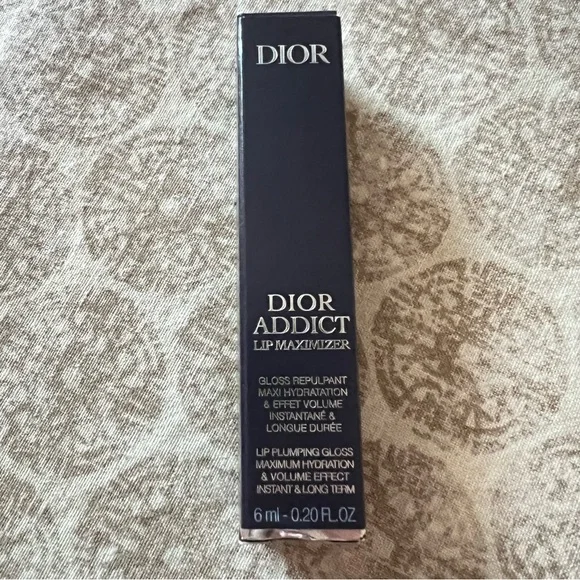 DIOR
DIOR
ADDICT
LIP MAXIMIZER
GLOSS REPULPANT
MAXI HYDRATATION
& EFFET VOLUME
INSTANTANÉ &
LONGUE DURÉE
LIP PLUMPING GLOSS
MAXIMUM HYDRATION
& VOLUME EFFECT
INSTANT & LONG TERM
6 ml - 0.20 FL.OZ